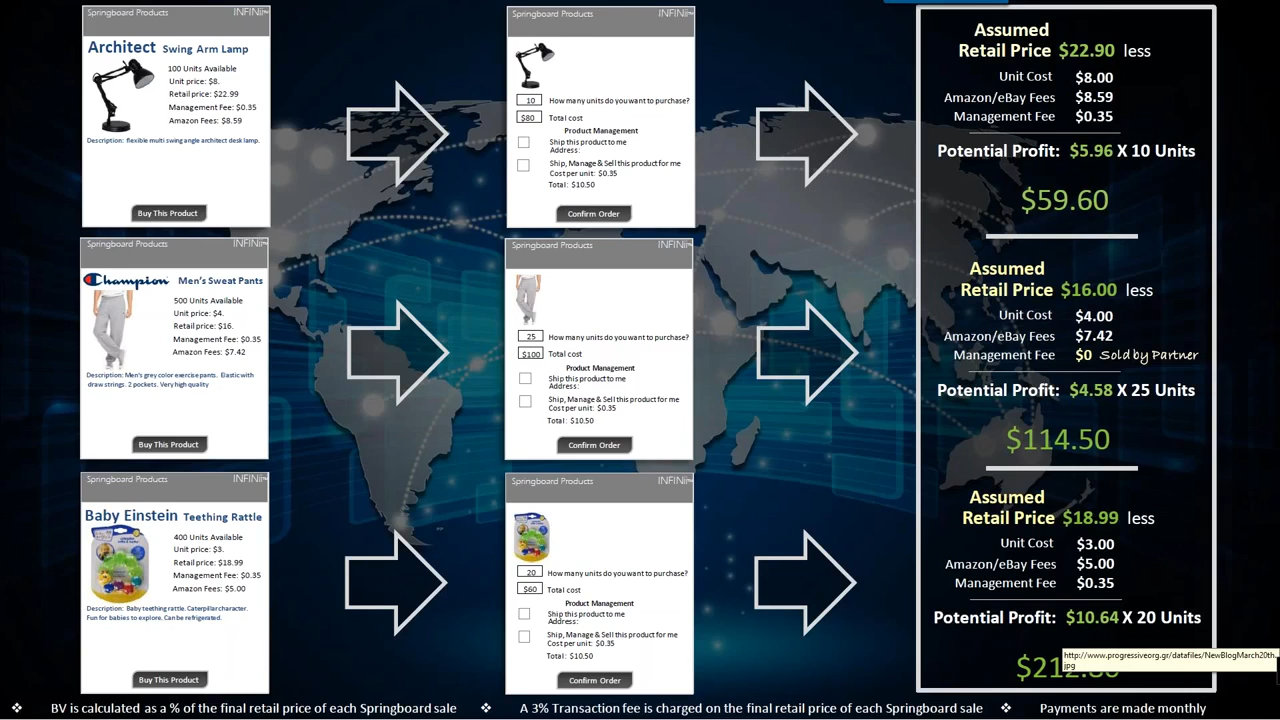 Springboard Products INFINii™
Architect Swing Arm Lamp
100 Units Available
Unit price: $8.
Retail price: $22.99
Management Fee: $0.35
Amazon Fees: $8.59
Description: flexible multi swing angle architect desk lamp.
Buy This Product
Springboard Products INFINii™
10 How many units do you want to purchase?
$80 Total cost
Product Management
Ship this product to me
Address:
Ship, Manage & Sell this product for me
Cost per unit: $0.35
Total: $10.50
Confirm Order
Assumed
Retail Price $22.90 less
Unit Cost $8.00
Amazon/eBay Fees $8.59
Management Fee $0.35
Potential Profit: $5.96 X 10 Units
$59.60
Springboard Products INFINii™
Champion Men's Sweat Pants
500 Units Available
Unit price: $4.
Retail price: $16.
Management Fee: $0.35
Amazon Fees: $7.42
Description: Men's grey color exercise pants. Elastic with
draw strings. 2 pockets. Very high quality
Buy This Product
Springboard Products INFINii™
25 How many units do you want to purchase?
$100 Total cost
Product Management
Ship this product to me
Address:
Ship, Manage & Sell this product for me
Cost per unit: $0.35
Total: $10.50
Confirm Order
Assumed
Retail Price $16.00 less
Unit Cost $4.00
Amazon/eBay Fees $7.42
Management Fee $0 Sold by Partner
Potential Profit: $4.58 X 25 Units
$114.50
Springboard Products INFINii™
Baby Einstein Teething Rattle
400 Units Available
Unit price: $3.
Retail price: $18.99
Management Fee: $0.35
Amazon Fees: $5.00
Description: Baby teething rattle. Caterpillar character.
Fun for babies to explore. Can be refrigerated.
Buy This Product
Springboard Products INFINii™
20 How many units do you want to purchase?
$60 Total cost
Product Management
Ship this product to me
Address:
Ship, Manage & Sell this product for me
Cost per unit: $0.35
Total: $10.50
Confirm Order
Assumed
Retail Price $18.99 less
Unit Cost $3.00
Amazon/eBay Fees $5.00
Management Fee $0.35
Potential Profit: $10.64 X 20 Units
http://www.progressiveorg.gr/datafiles/NewBlogMarch20th.
jpg
❖ BV is calculated as a % of the final retail price of each Springboard sale ❖ A 3% Transaction fee is charged on the final retail price of each Springboard sale ❖ Payments are made monthly